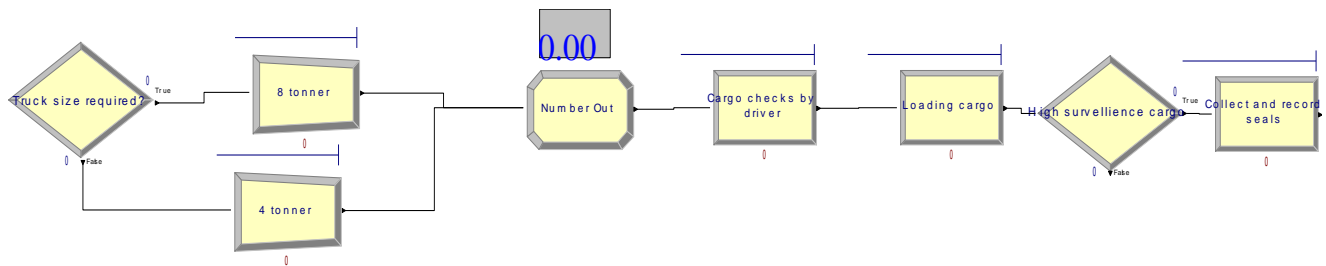 0.00
Truck size required?
0
True
0
False
8 tonner
0
4 tonner
0
Number Out
Cargo checks by
driver
0
Loading cargo
0
High survellience cargo
0
True
0
False
Collect and record
seals
0